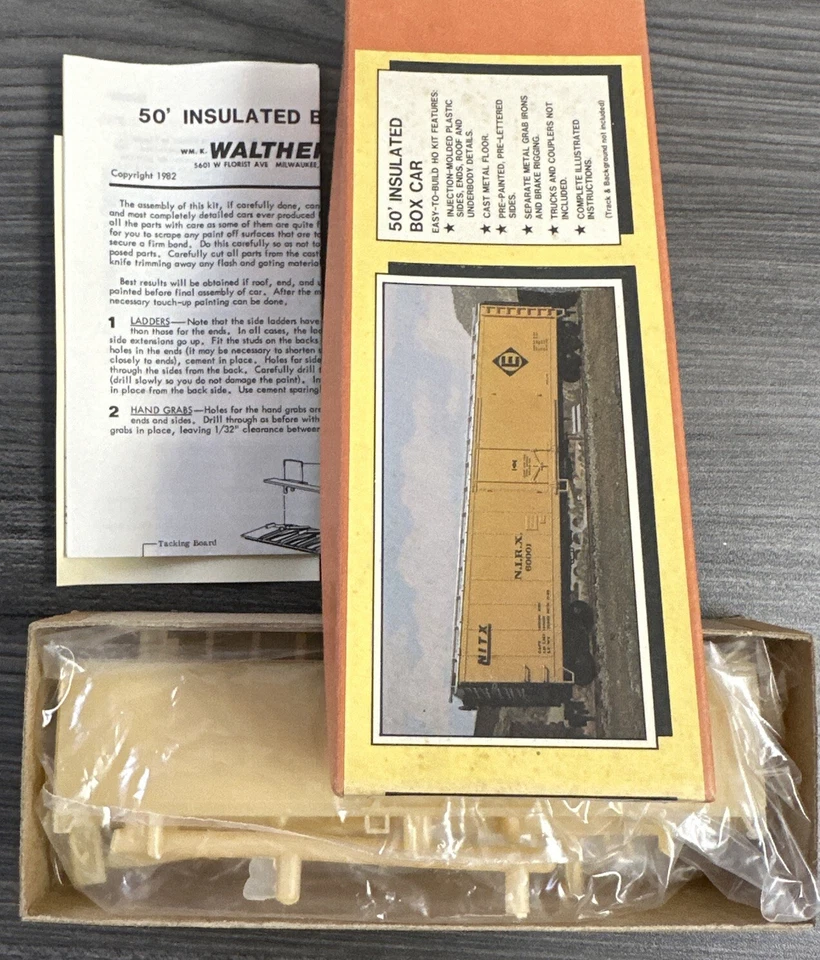 50' INSULATED B
WM. K. WALTHER
5601 W FLORIST AVE MILWAUKEE,
Copyright 1982
The assembly of this kit, if carefully done, can
and most completely detailed cars ever produced
all the parts with care as some of them are quite
for you to scrape any paint off surfaces that are to
secure a firm bond. Do this carefully so as not to
posed parts. Carefully cut all parts from the cast
knife trimming away any flash and gating material
Best results will be obtained if roof, end, and
painted before final assembly of car. After the m
necessary touch-up painting can be done.
1 LADDERS—Note that the side ladders have
than those for the ends. In all cases, the
side extensions go up. Fit the studs on the backs
holes in the ends (it may be necessary to shorten
closely to ends), cement in place. Holes for side
through the sides from the back. Carefully drill
(drill slowly so you do not damage the paint). In
in place from the back side. Use cement sparingl
2 HAND GRABS—Holes for the hand grabs are
ends and sides. Drill through as before with
grabs in place, leaving 1/32" clearance between
Tacking Board
50' INSULATED
BOX CAR
EASY-TO-BUILD HO KIT FEATURES:
★ INJECTION-MOLDED PLASTIC
SIDES, ENDS, ROOF AND
UNDERBODY DETAILS.
★ CAST METAL FLOOR.
★ PRE-PAINTED, PRE-LETTERED
SIDES.
★ SEPARATE METAL GRAB IRONS
AND BRAKE RIGGING.
★ TRUCKS AND COUPLERS NOT
INCLUDED.
★ COMPLETE ILLUSTRATED
INSTRUCTIONS.
(Track & Background not included)
E
NITX
N.I.R.X.
60001